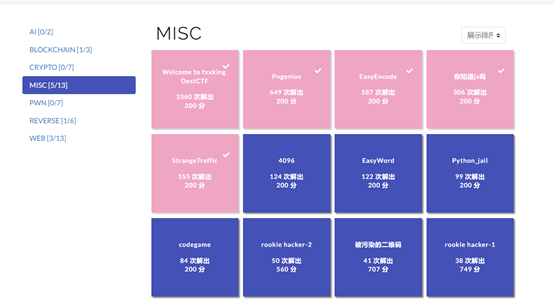 AI [0/2]
BLOCKCHAIN [1/3]
CRYPTO [0/7]
MISC [5/13]
PWN [0/7]
REVERSE [1/6]
WEB [3/13]
MISC
展示排序
Welcome to fxxking
DestCTF
1060 次解出
200 分
Pngenius
649 次解出
200 分
EasyEncode
587 次解出
200 分
你知道js吗
306 次解出
200 分
StrangeTraffic
155 次解出
200 分
4096
124 次解出
200 分
EasyWord
122 次解出
200 分
Python_jail
99 次解出
200 分
codegame
84 次解出
200 分
rookie hacker-2
50 次解出
560 分
被污染的二维码
41 次解出
707 分
rookie hacker-1
38 次解出
749 分